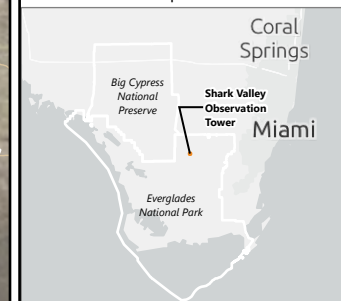 Coral
Springs
Big Cypress
National
Preserve
Shark Valley
Observation
Tower
Miami
Everglades
National Park